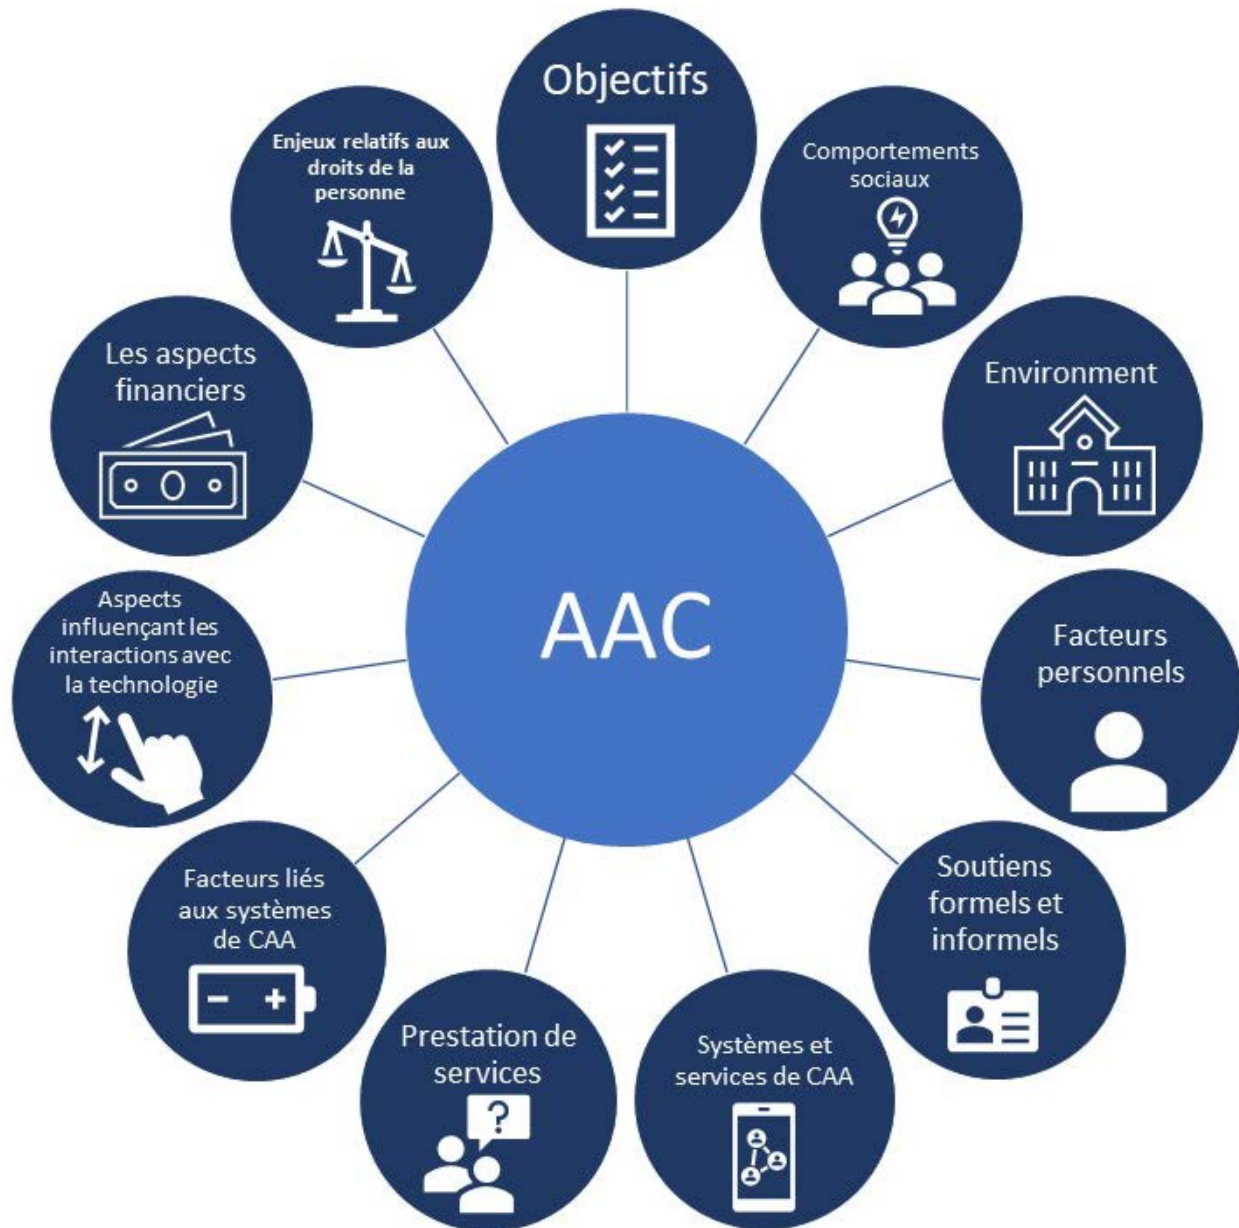 Objectifs
Comportements
sociaux
Environment
Facteurs
personnels
Soutiens
formels et
informels
Systèmes et
services de CAA
Prestation de
services
?
Facteurs liés
aux systèmes
de CAA
Aspects
influençant les
interactions avec
la technologie
Les aspects
financiers
Enjeux relatifs aux
droits de la
personne
AAC